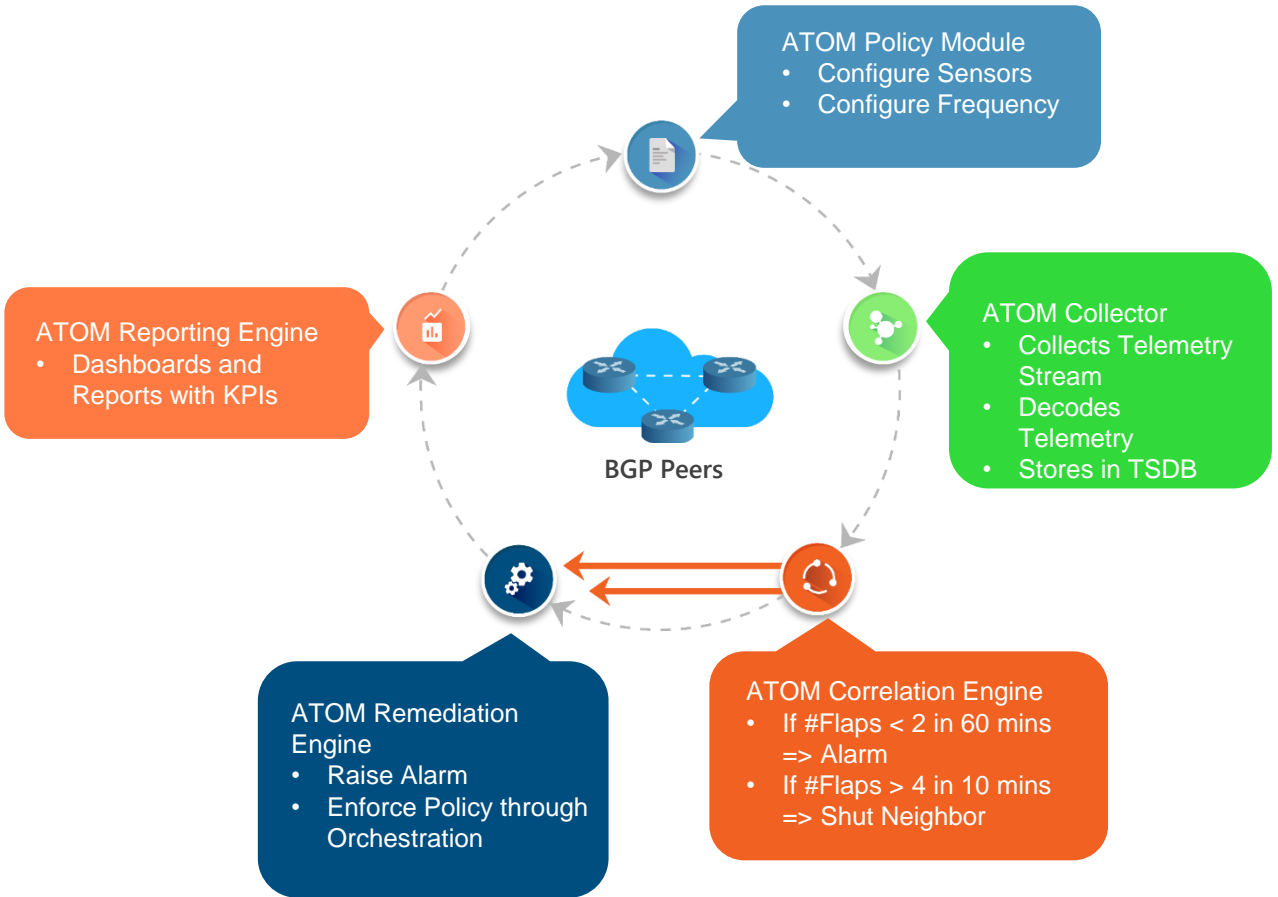 ATOM Policy Module
• Configure Sensors
• Configure Frequency
ATOM Collector
• Collects Telemetry
Stream
• Decodes
Telemetry
• Stores in TSDB
ATOM Reporting Engine
• Dashboards and
Reports with KPIs
BGP Peers
ATOM Remediation
Engine
• Raise Alarm
• Enforce Policy through
Orchestration
ATOM Correlation Engine
• If #Flaps < 2 in 60 mins
=> Alarm
• If #Flaps > 4 in 10 mins
=> Shut Neighbor